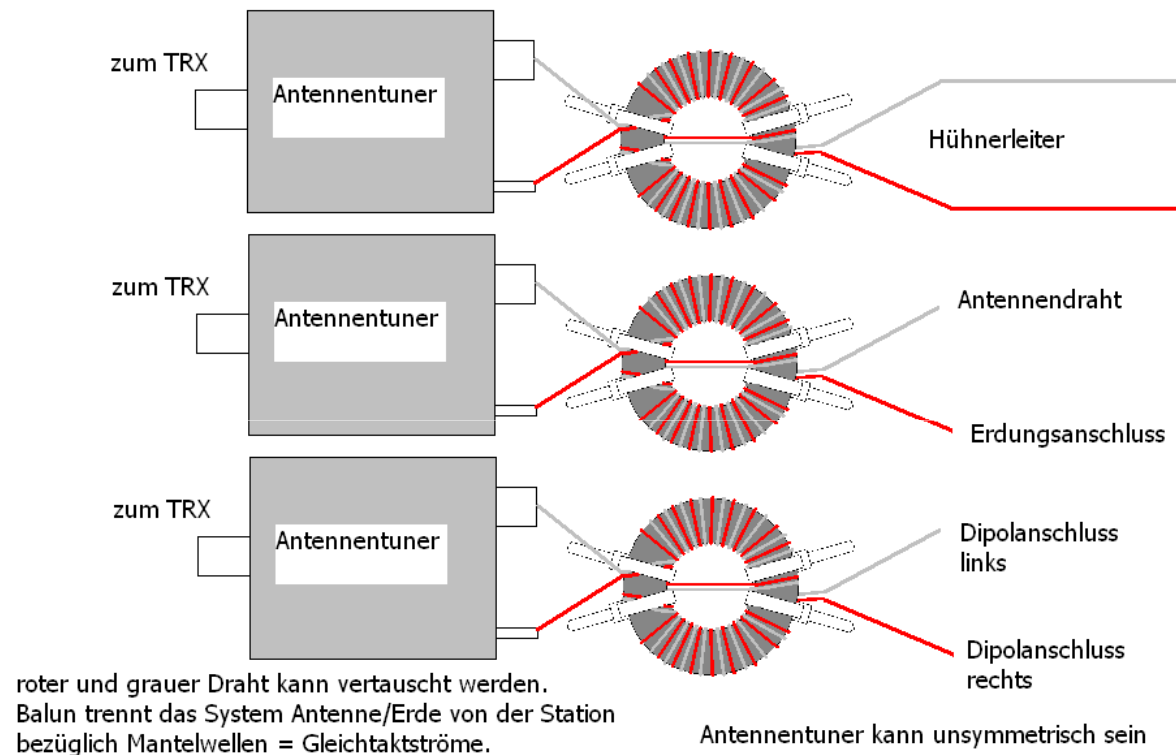 zum TRX
Antennentuner
Hühnerleiter
zum TRX
Antennentuner
Antennendraht
Erdungsanschluss
zum TRX
Antennentuner
Dipolanschluss
links
Dipolanschluss
rechts
roter und grauer Draht kann vertauscht werden.
Balun trennt das System Antenne/Erde von der Station
bezüglich Mantelwellen = Gleichtaktströme.
Antennentuner kann unsymmetrisch sein